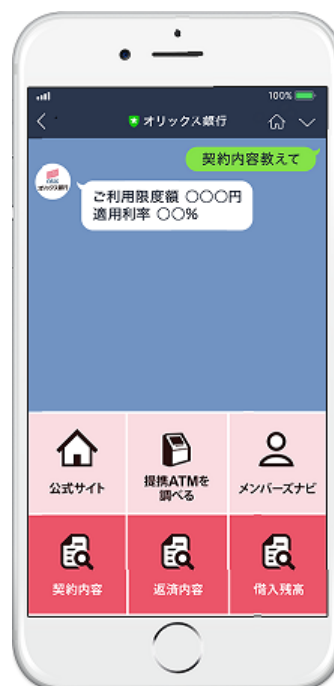 100%
オリックス銀行
契約内容教えて
オリックス銀行
ご利用限度額 〇〇〇円
適用利率 〇〇%
公式サイト
提携ATMを
調べる
メンバーズナビ
契約内容
返済内容
借入残高